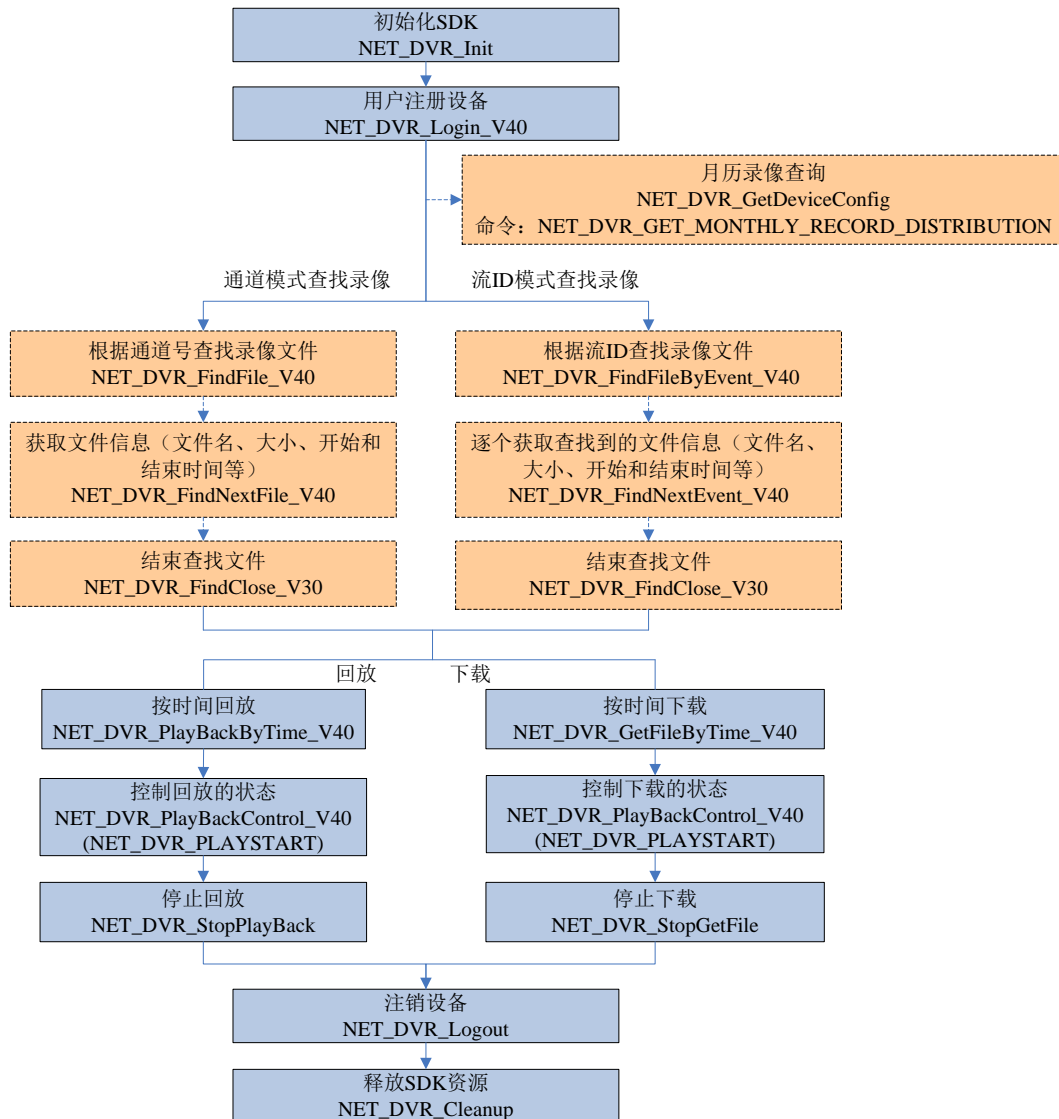 初始化SDK
NET_DVR_Init
用户注册设备
NET_DVR_Login_V40
月历录像查询
NET_DVR_GetDeviceConfig
命令：NET_DVR_GET_MONTHLY_RECORD_DISTRIBUTION
通道模式查找录像
流ID模式查找录像
根据通道号查找录像文件
NET_DVR_FindFile_V40
根据流ID查找录像文件
NET_DVR_FindFileByEvent_V40
获取文件信息（文件名、大小、开始和
结束时间等）
NET_DVR_FindNextFile_V40
逐个获取查找到的文件信息（文件名、
大小、开始和结束时间等）
NET_DVR_FindNextEvent_V40
结束查找文件
NET_DVR_FindClose_V30
结束查找文件
NET_DVR_FindClose_V30
回放
下载
按时间回放
NET_DVR_PlayBackByTime_V40
按时间下载
NET_DVR_GetFileByTime_V40
控制回放的状态
NET_DVR_PlayBackControl_V40
(NET_DVR_PLAYSTART)
控制下载的状态
NET_DVR_PlayBackControl_V40
(NET_DVR_PLAYSTART)
停止回放
NET_DVR_StopPlayBack
停止下载
NET_DVR_StopGetFile
注销设备
NET_DVR_Logout
释放SDK资源
NET_DVR_Cleanup